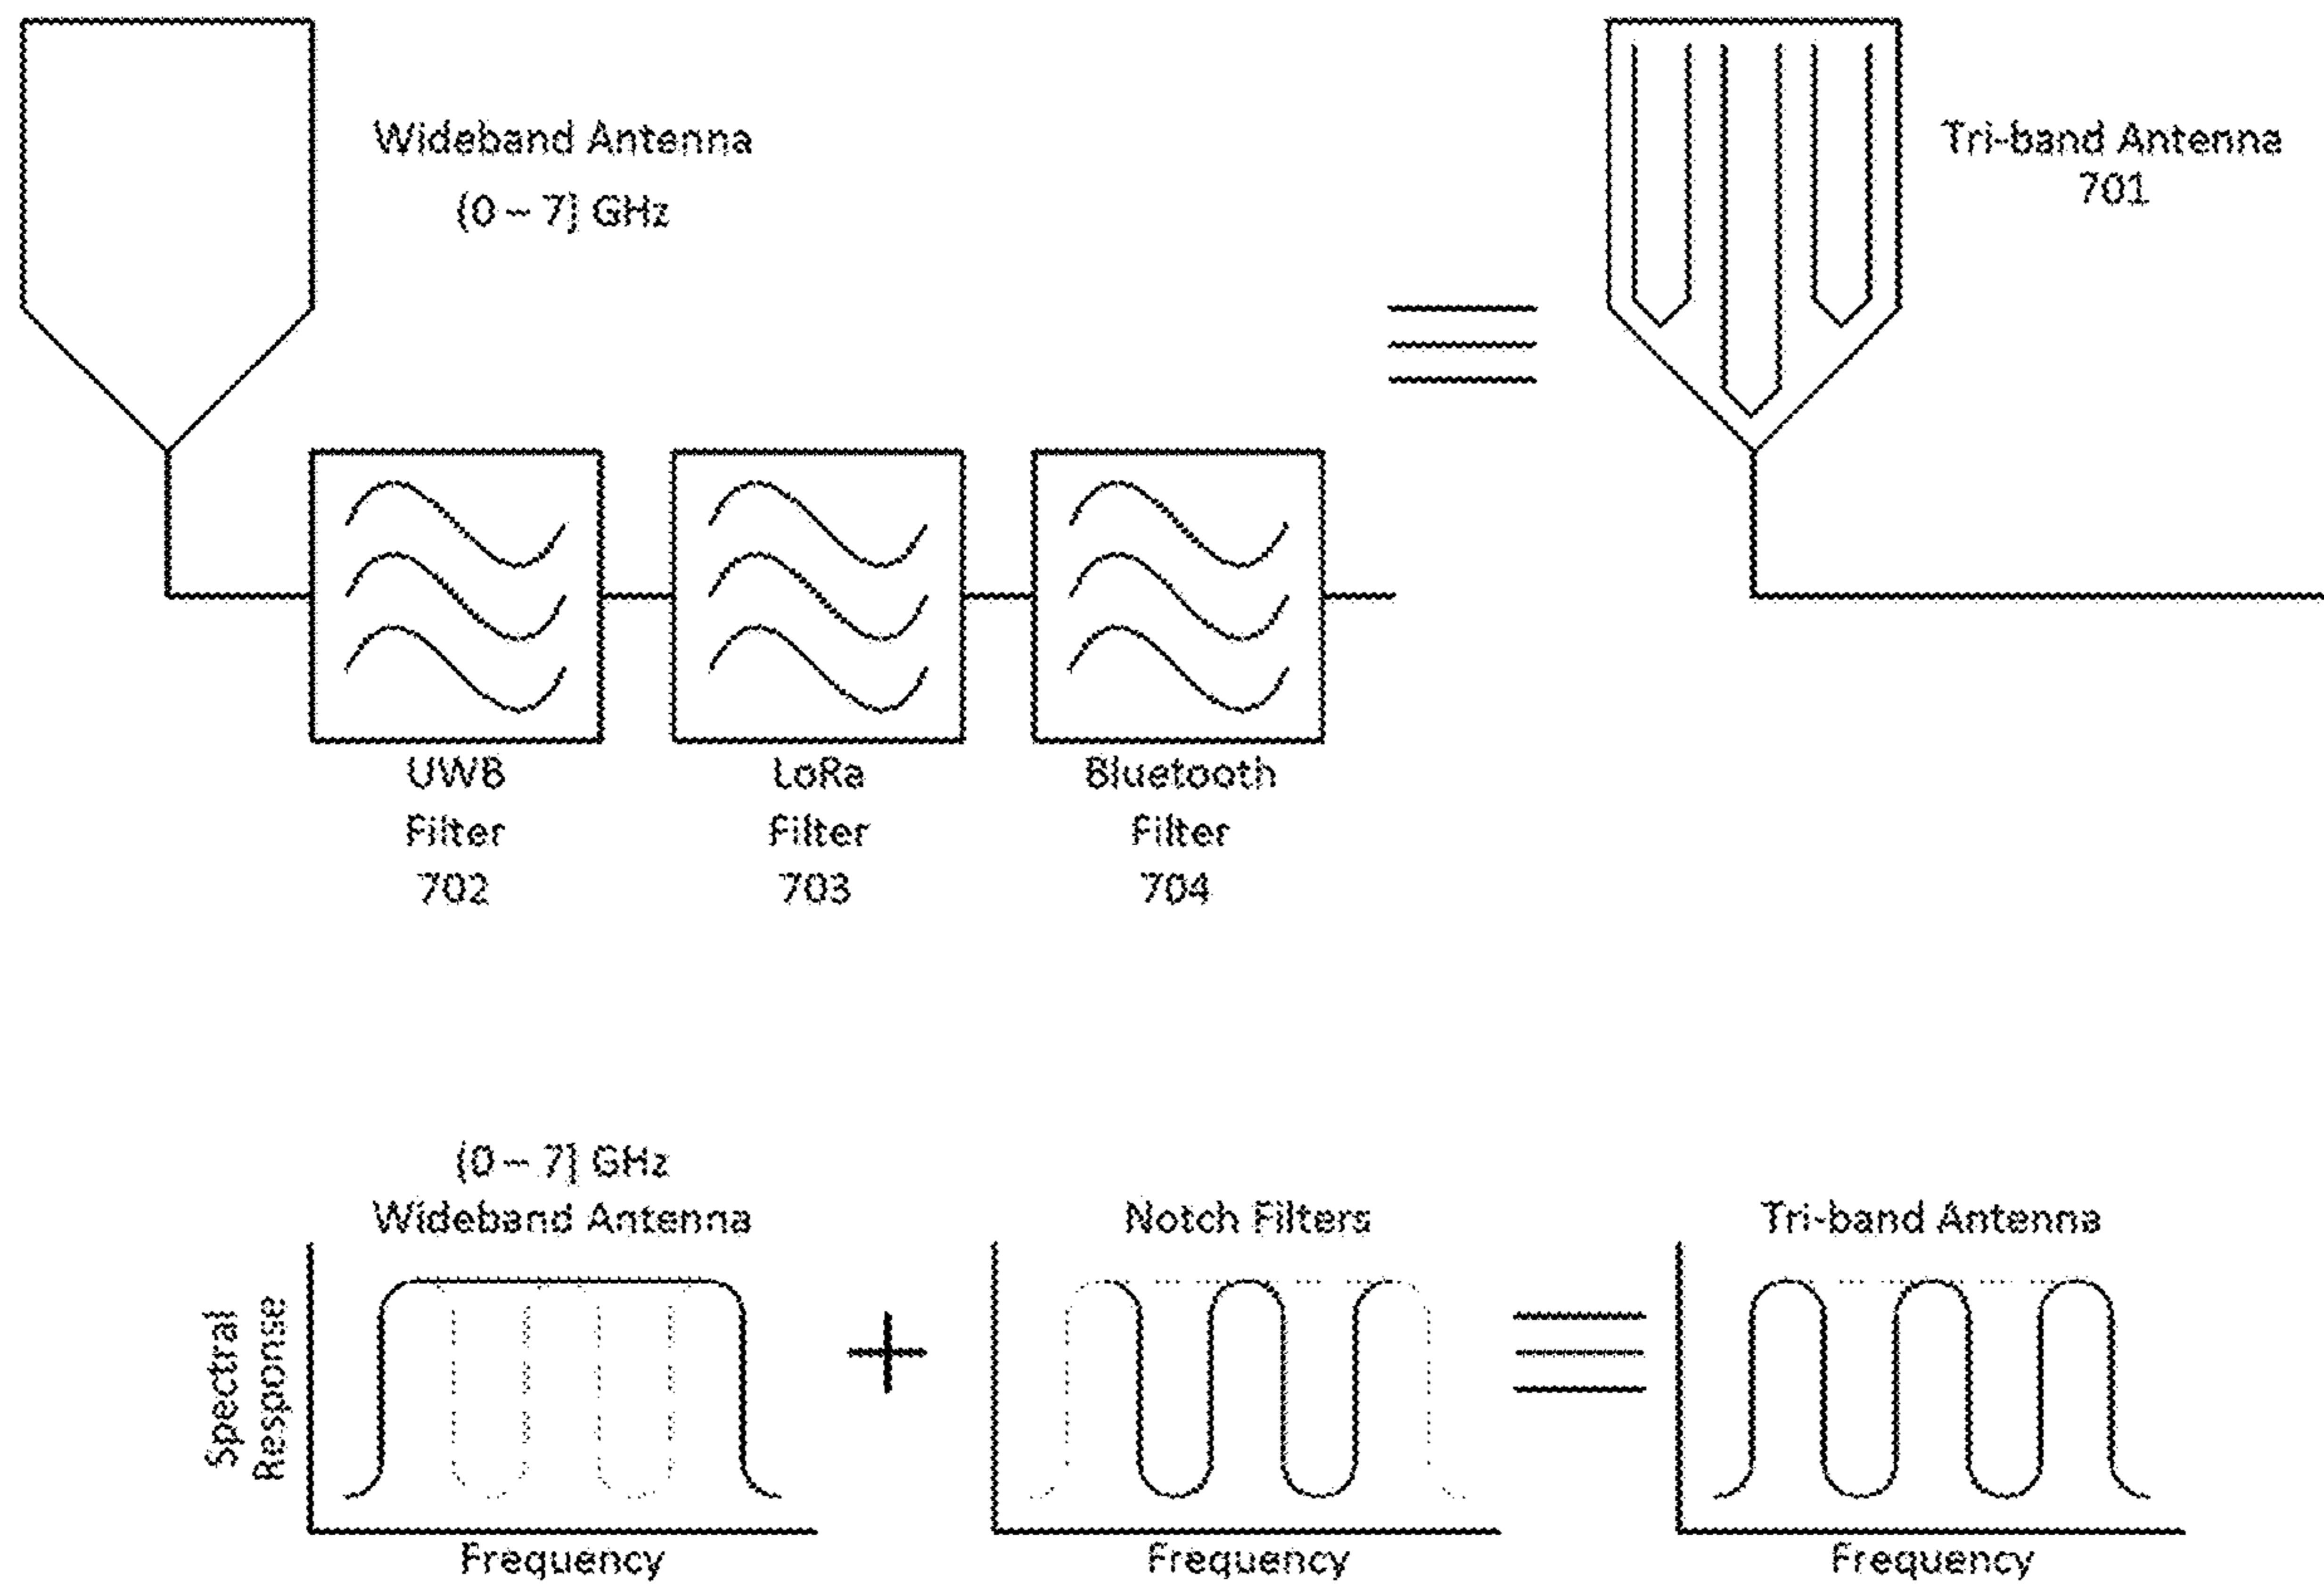 Wideband Antenna
(0 – 7] GHz
Tri-band Antenna
701
UWB
Filter
702
LoRa
Filter
703
Bluetooth
Filter
704
(0 – 7] GHz
Wideband Antenna
Notch Filters
Tri-band Antenna
Spectral
Response
Frequency
Frequency
Frequency